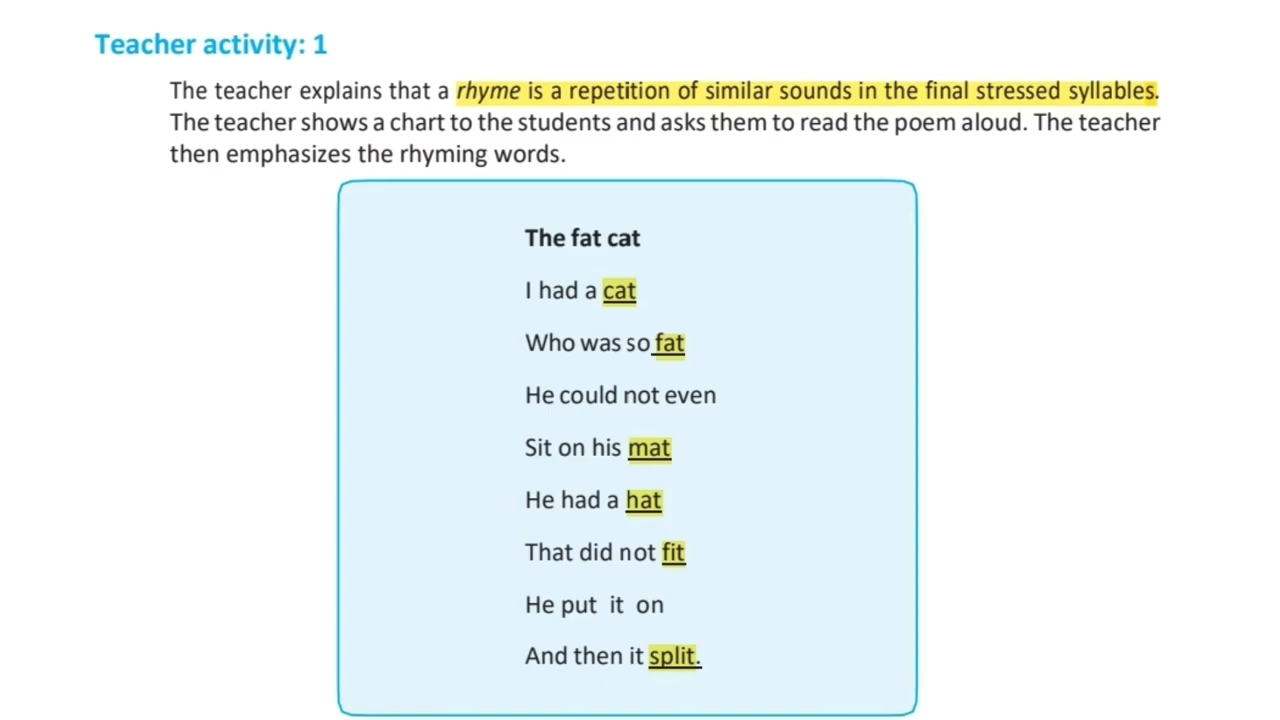 Teacher activity: 1
The teacher explains that a rhyme is a repetition of similar sounds in the final stressed syllables.
The teacher shows a chart to the students and asks them to read the poem aloud. The teacher
then emphasizes the rhyming words.
The fat cat
I had a cat
Who was so fat
He could not even
Sit on his mat
He had a hat
That did not fit
He put it on
And then it split.